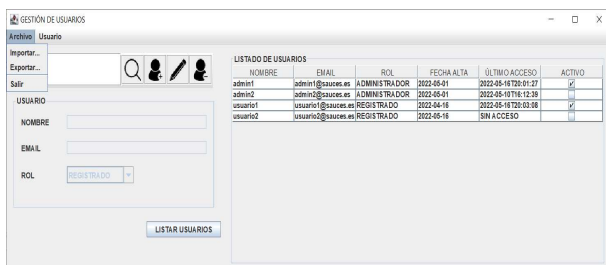 GESTIÓN DE USUARIOS
Archivo Usuario
Importar...
Exportar...
Salir
USUARIO
NOMBRE
EMAIL
ROL REGISTRADO
LISTAR USUARIOS
LISTADO DE USUARIOS
NOMBRE EMAIL ROL FECHA ALTA ÚLTIMO ACCESO ACTIVO
admin1 admin1@sauces.es ADMINISTRADOR 2022-05-01 2022-05-16T20:01:27
admin2 admin2@sauces.es ADMINISTRADOR 2022-05-01 2022-05-10T16:12:39
usuario1 usuario1@sauces.es REGISTRADO 2022-04-16 2022-05-16T20:03:08
usuario2 usuario2@sauces.es REGISTRADO 2022-05-16 SIN ACCESO